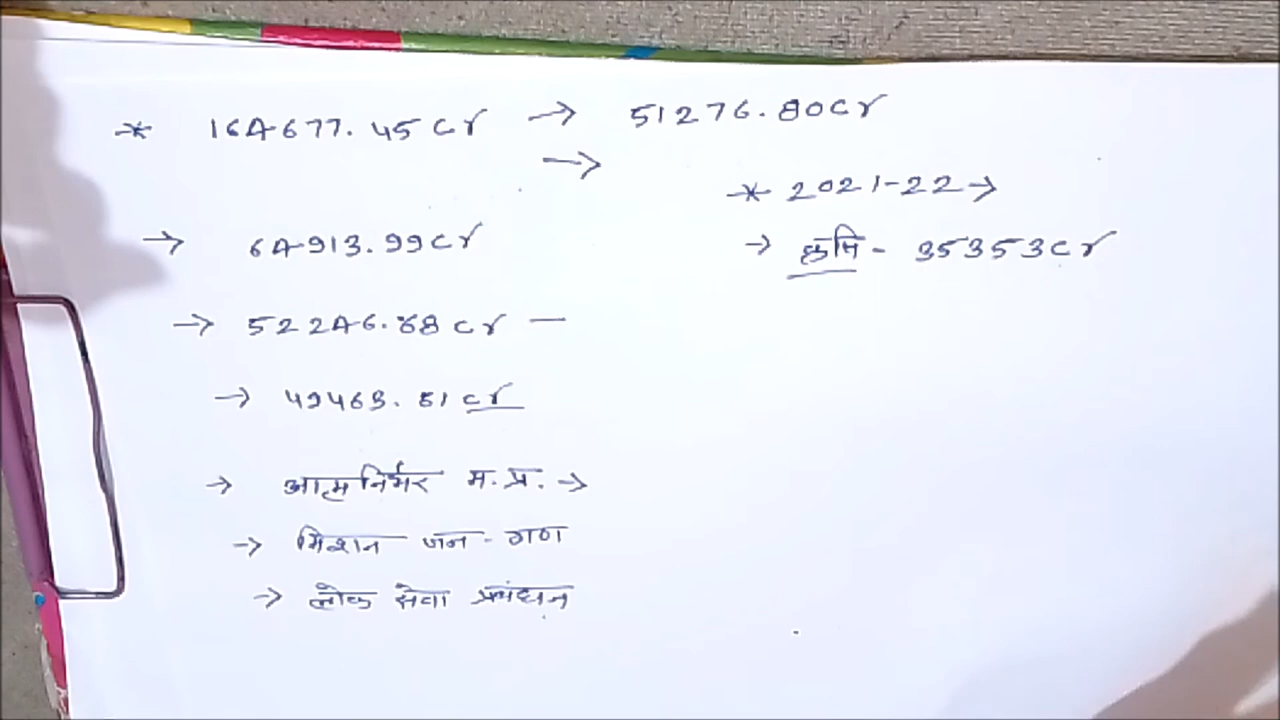 * 164677.45 Cr → 51276.80 Cr
→
* 2021-22 →
→ 64913.99 Cr
→ कृषि - 35353 Cr
→ 52246.88 Cr —
→ 49463.51 Cr
→ आत्मनिर्भर म.प्र. →
→ मिशन जन-गण
→ लोक सेवा प्रबंधन